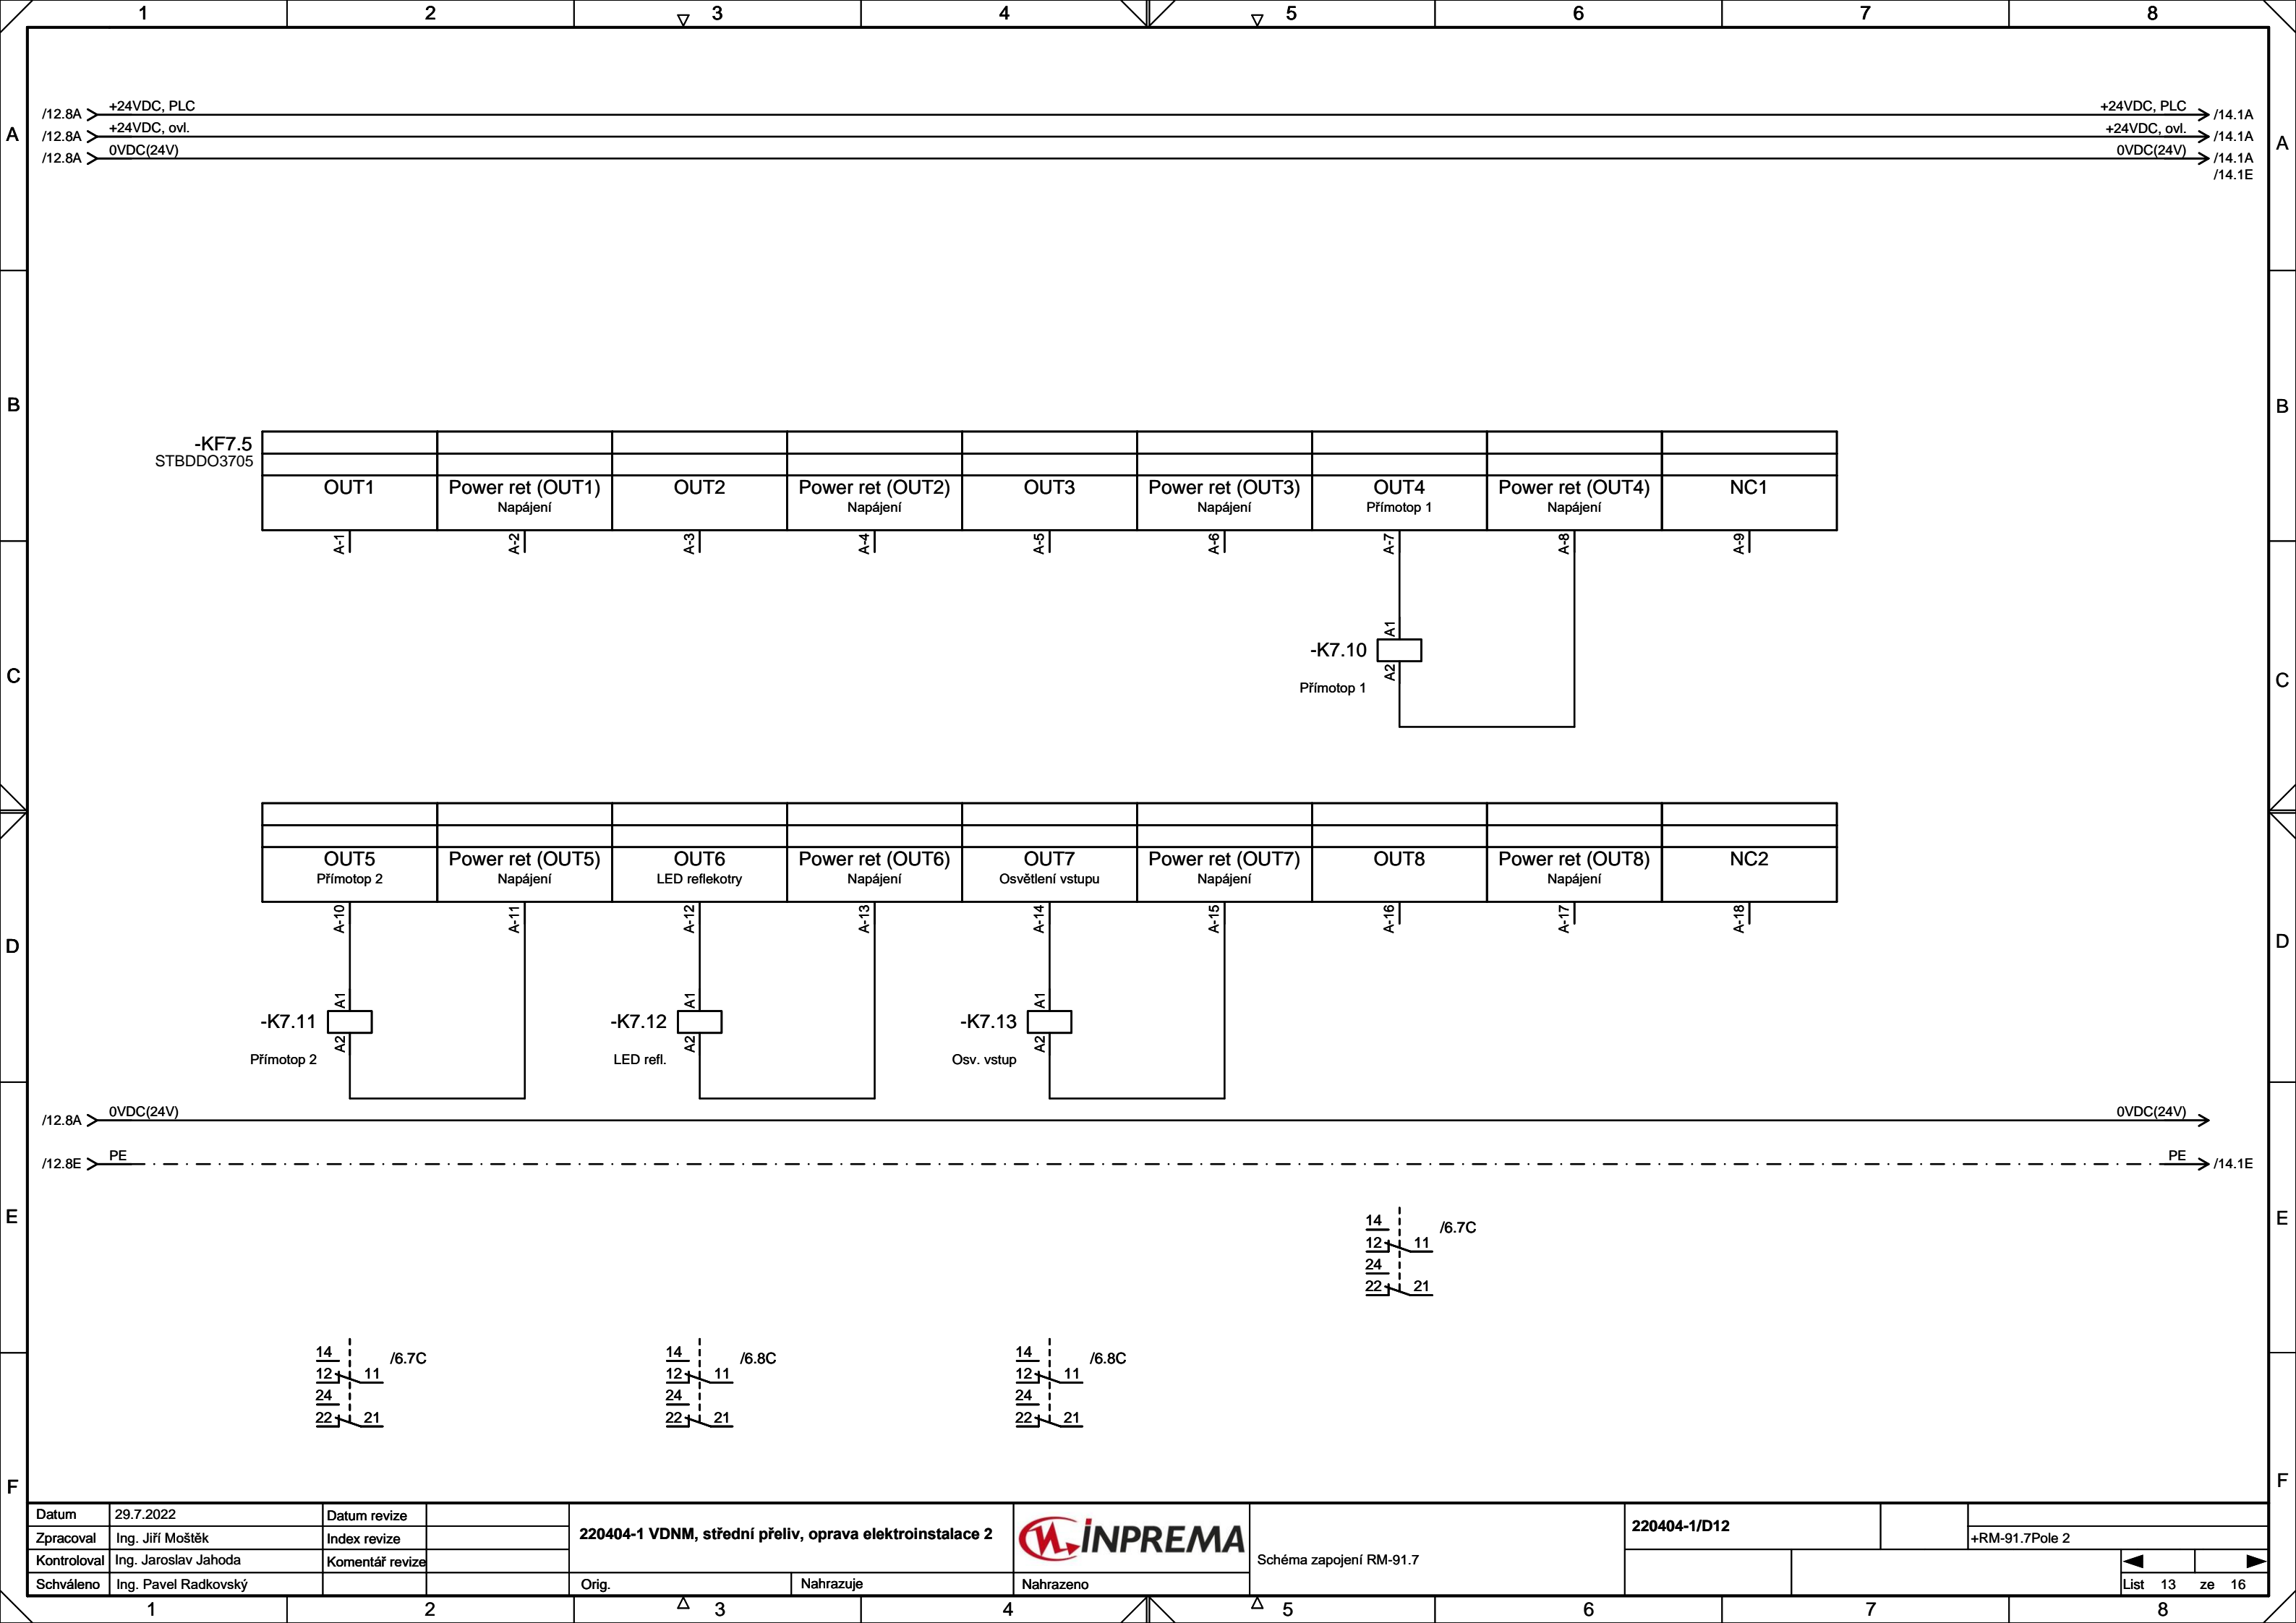 1 2 3 4 5 6 7 8
/12.8A +24VDC, PLC +24VDC, PLC /14.1A
/12.8A +24VDC, ovl. +24VDC, ovl. /14.1A
A A
/12.8A 0VDC(24V) 0VDC(24V) /14.1A
/14.1E
B B
-KF7.5
STBDDO3705
OUT1 Power ret (OUT1) OUT2 Power ret (OUT2) OUT3 Power ret (OUT3) OUT4 Power ret (OUT4) NC1
Napájení Napájení Napájení Přímotop 1 Napájení
A-1 A-2 A-3 A-4 A-5 A-6 A-7 A-8 A-9
A1
-K7.10
A2
C C
Přímotop 1
OUT5 Power ret (OUT5) OUT6 Power ret (OUT6) OUT7 Power ret (OUT7) OUT8 Power ret (OUT8) NC2
Přímotop 2 Napájení LED reflekotry Napájení Osvětlení vstupu Napájení Napájení
A-10 A-11 A-12 A-13 A-14 A-15 A-16 A-17 A-18
D D
A1 A1 A1
-K7.11 -K7.12 -K7.13
A2 A2 A2
Přímotop 2 LED refl. Osv. vstup
/12.8A 0VDC(24V) 0VDC(24V)
/12.8E PE PE /14.1E
E E
14 /6.7C
12 11
24
22 21
14 /6.7C 14 /6.8C 14 /6.8C
12 11 12 11 12 11
24 24 24
22 21 22 21 22 21
F F
Datum 29.7.2022 Datum revize
Zpracoval Ing. Jiří Moštěk Index revize
Kontroloval Ing. Jaroslav Jahoda Komentář revize
Schváleno Ing. Pavel Radkovský
220404-1 VDNM, střední přeliv, oprava elektroinstalace 2
Orig. Nahrazuje Nahrazeno
INPREMA
Schéma zapojení RM-91.7
220404-1/D12
+RM-91.7Pole 2
List 13 ze 16
1 2 3 4 5 6 7 8